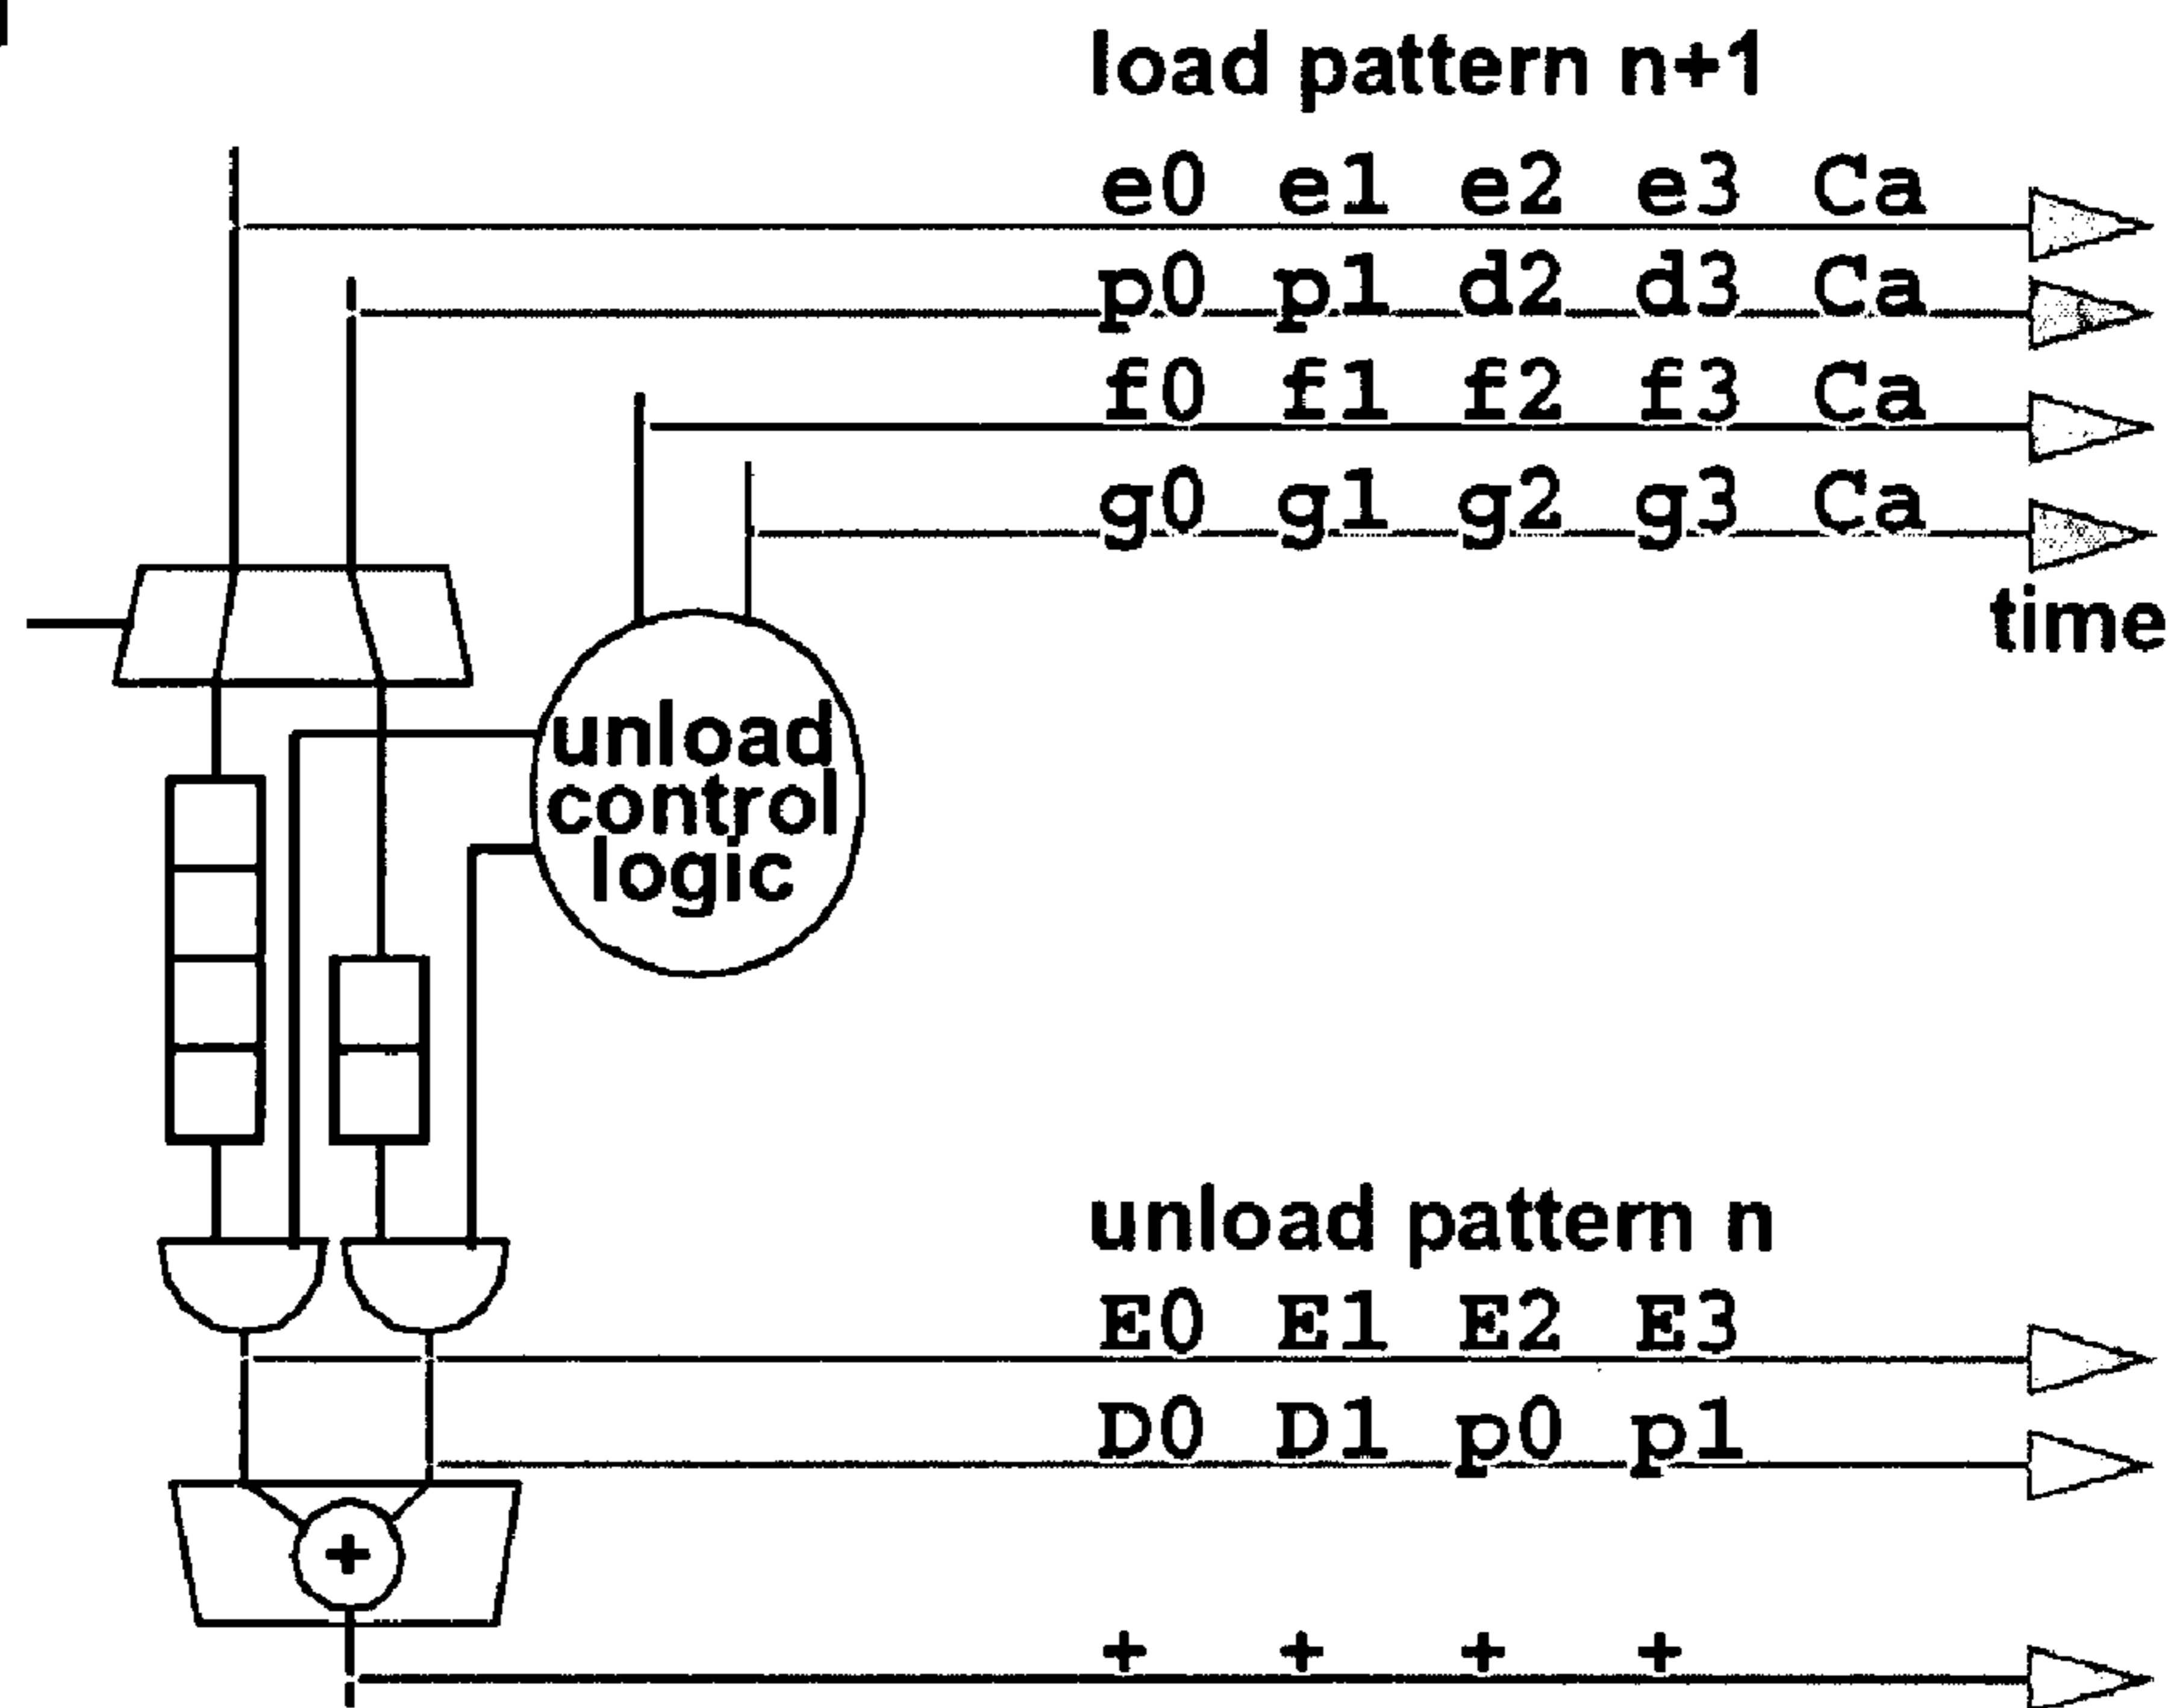 load pattern n+1
e0 e1 e2 e3 Ca
p0 p1 d2 d3 Ca
f0 f1 f2 f3 Ca
g0 g1 g2 g3 Ca
time
unload
control
logic
unload pattern n
E0 E1 E2 E3
D0 D1 p0 p1
+
+ + + +